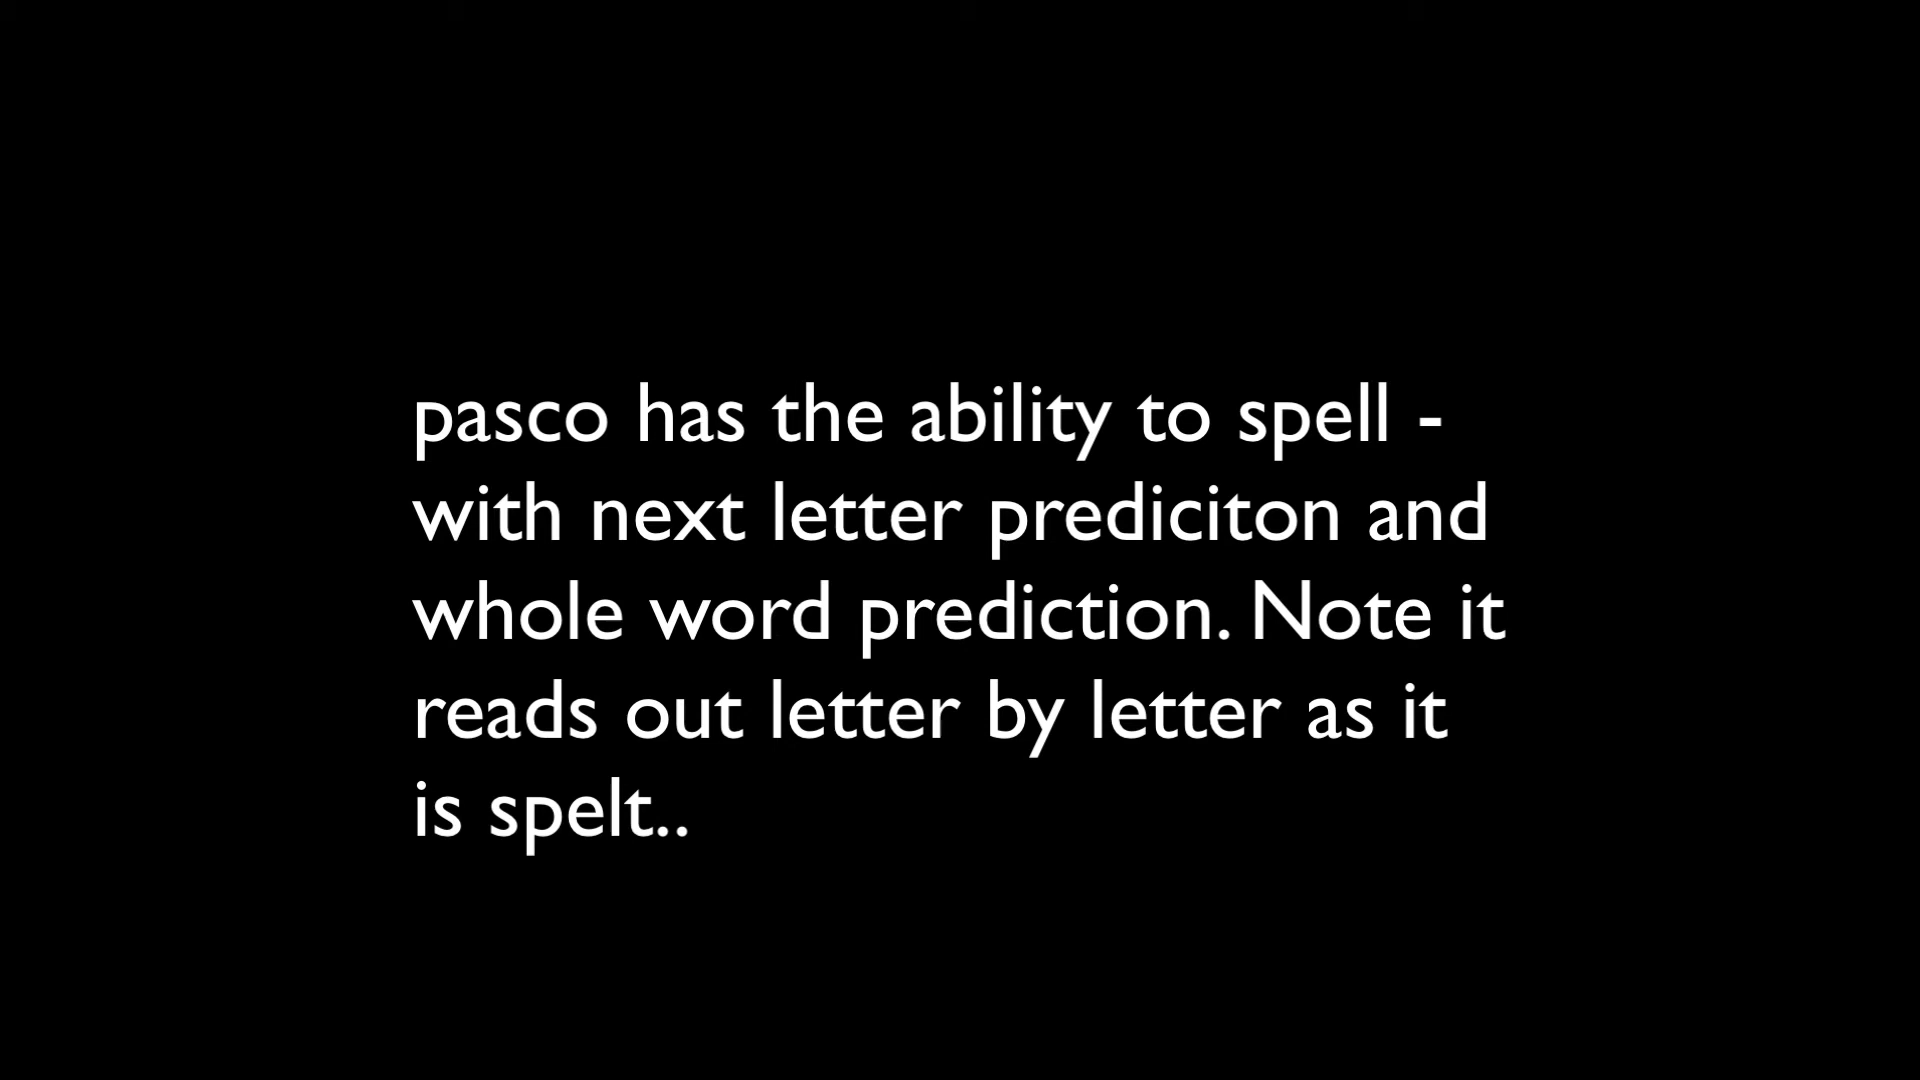 pasco has the ability to spell -
with next letter prediciton and
whole word prediction. Note it
reads out letter by letter as it
is spelt..